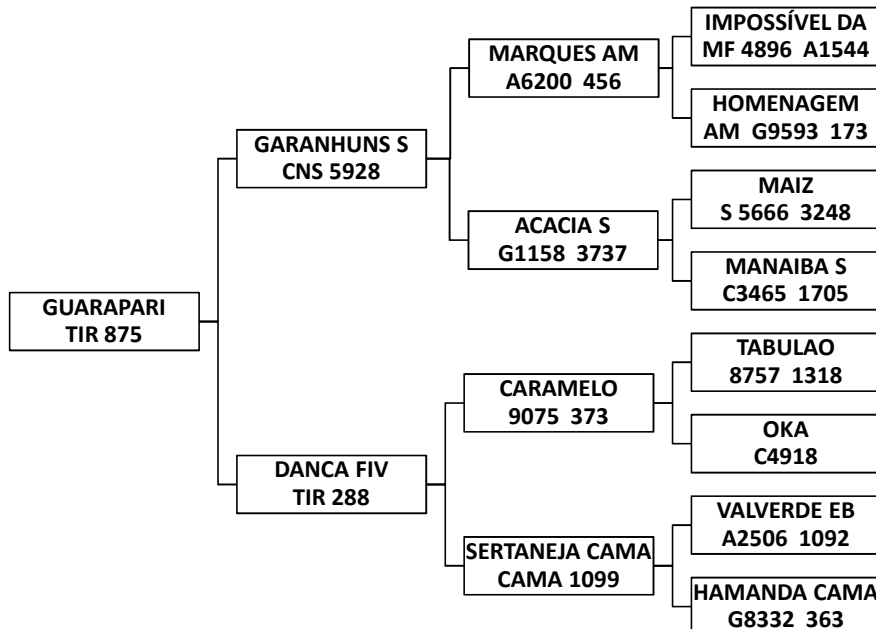 IMPOSSÍVEL DA
MF 4896 A1544
MARQUES AM
A6200 456
HOMENAGEM
AM G9593 173
GARANHUNS S
CNS 5928
MAIZ
S 5666 3248
ACACIA S
G1158 3737
MANAIBA S
C3465 1705
GUARAPARI
TIR 875
TABULAO
8757 1318
CARAMELO
9075 373
OKA
C4918
DANCA FIV
TIR 288
VALVERDE EB
A2506 1092
SERTANEJA CAMA
CAMA 1099
HAMANDA CAMA
G8332 363